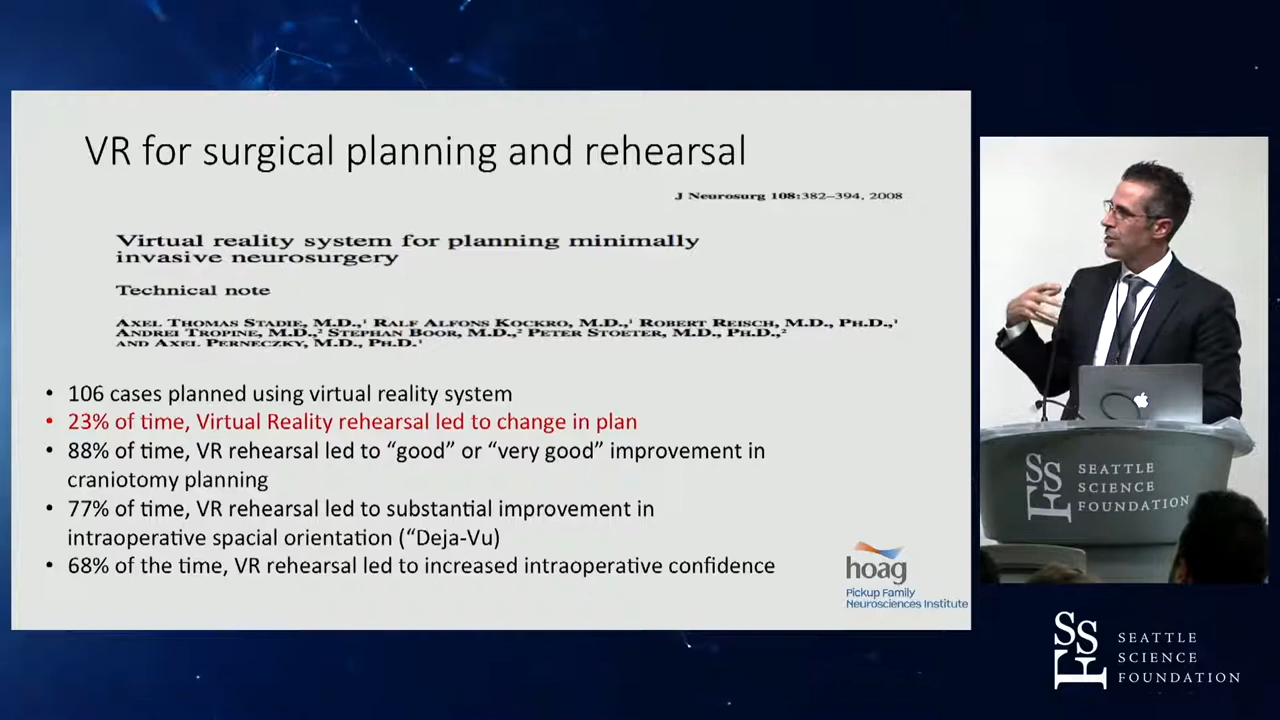 VR for surgical planning and rehearsal
J Neurosurg 108:382–394, 2008
Virtual reality system for planning minimally
invasive neurosurgery
Technical note
Axel Thomas Stadie, M.D.,¹ Ralf Alfons Kockro, M.D.,¹ Robert Reisch, M.D., Ph.D.,¹
Andrei Tropine, M.D.,² Stephan Boor, M.D.,² Peter Stoeter, M.D., Ph.D.,²
and Axel Perneczky, M.D., Ph.D.¹
• 106 cases planned using virtual reality system
• 23% of time, Virtual Reality rehearsal led to change in plan
• 88% of time, VR rehearsal led to “good” or “very good” improvement in
craniotomy planning
• 77% of time, VR rehearsal led to substantial improvement in
intraoperative spacial orientation (“Deja-Vu)
• 68% of the time, VR rehearsal led to increased intraoperative confidence
hoag
Pickup Family
Neurosciences Institute
SSF
SEATTLE
SCIENCE
FOUNDATION
SSF
SEATTLE
SCIENCE
FOUNDATION